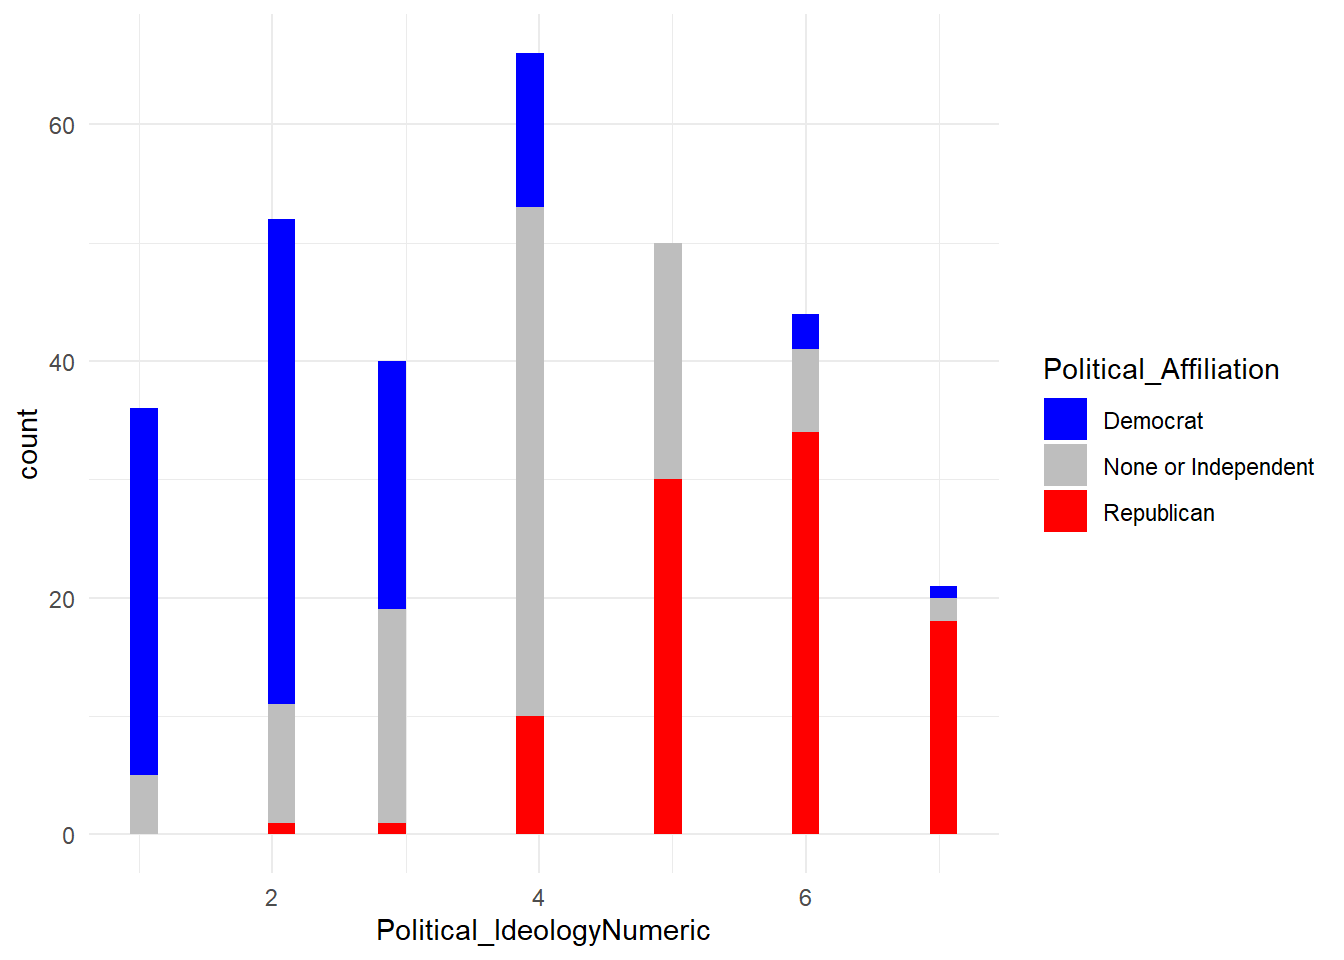 60
40
20
0
count
2 4 6
Political_IdeologyNumeric
Political_Affiliation
Democrat
None or Independent
Republican